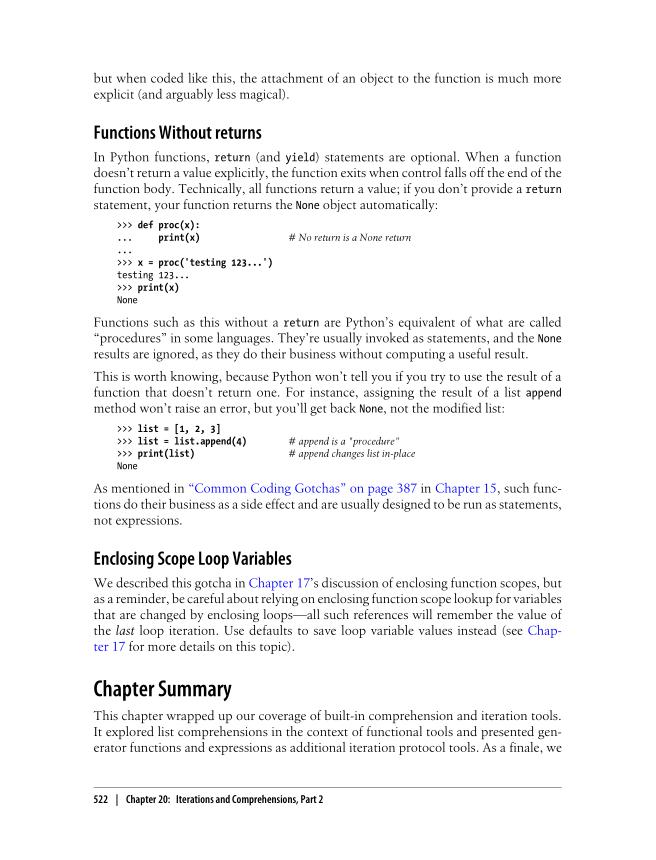 but when coded like this, the attachment of an object to the function is much more
explicit (and arguably less magical).
Functions Without returns
In Python functions, return (and yield) statements are optional. When a function
doesn't return a value explicitly, the function exits when control falls off the end of the
function body. Technically, all functions return a value; if you don't provide a return
statement, your function returns the None object automatically:
>>> def proc(x):
...     print(x)                # No return is a None return
...
>>> x = proc('testing 123...')
testing 123...
>>> print(x)
None
Functions such as this without a return are Python's equivalent of what are called
“procedures” in some languages. They're usually invoked as statements, and the None
results are ignored, as they do their business without computing a useful result.
This is worth knowing, because Python won't tell you if you try to use the result of a
function that doesn't return one. For instance, assigning the result of a list append
method won't raise an error, but you'll get back None, not the modified list:
>>> list = [1, 2, 3]
>>> list = list.append(4)       # append is a "procedure"
>>> print(list)                 # append changes list in-place
None
As mentioned in “Common Coding Gotchas” on page 387 in Chapter 15, such func-
tions do their business as a side effect and are usually designed to be run as statements,
not expressions.
Enclosing Scope Loop Variables
We described this gotcha in Chapter 17's discussion of enclosing function scopes, but
as a reminder, be careful about relying on enclosing function scope lookup for variables
that are changed by enclosing loops—all such references will remember the value of
the last loop iteration. Use defaults to save loop variable values instead (see Chap-
ter 17 for more details on this topic).
Chapter Summary
This chapter wrapped up our coverage of built-in comprehension and iteration tools.
It explored list comprehensions in the context of functional tools and presented gen-
erator functions and expressions as additional iteration protocol tools. As a finale, we
522 | Chapter 20: Iterations and Comprehensions, Part 2